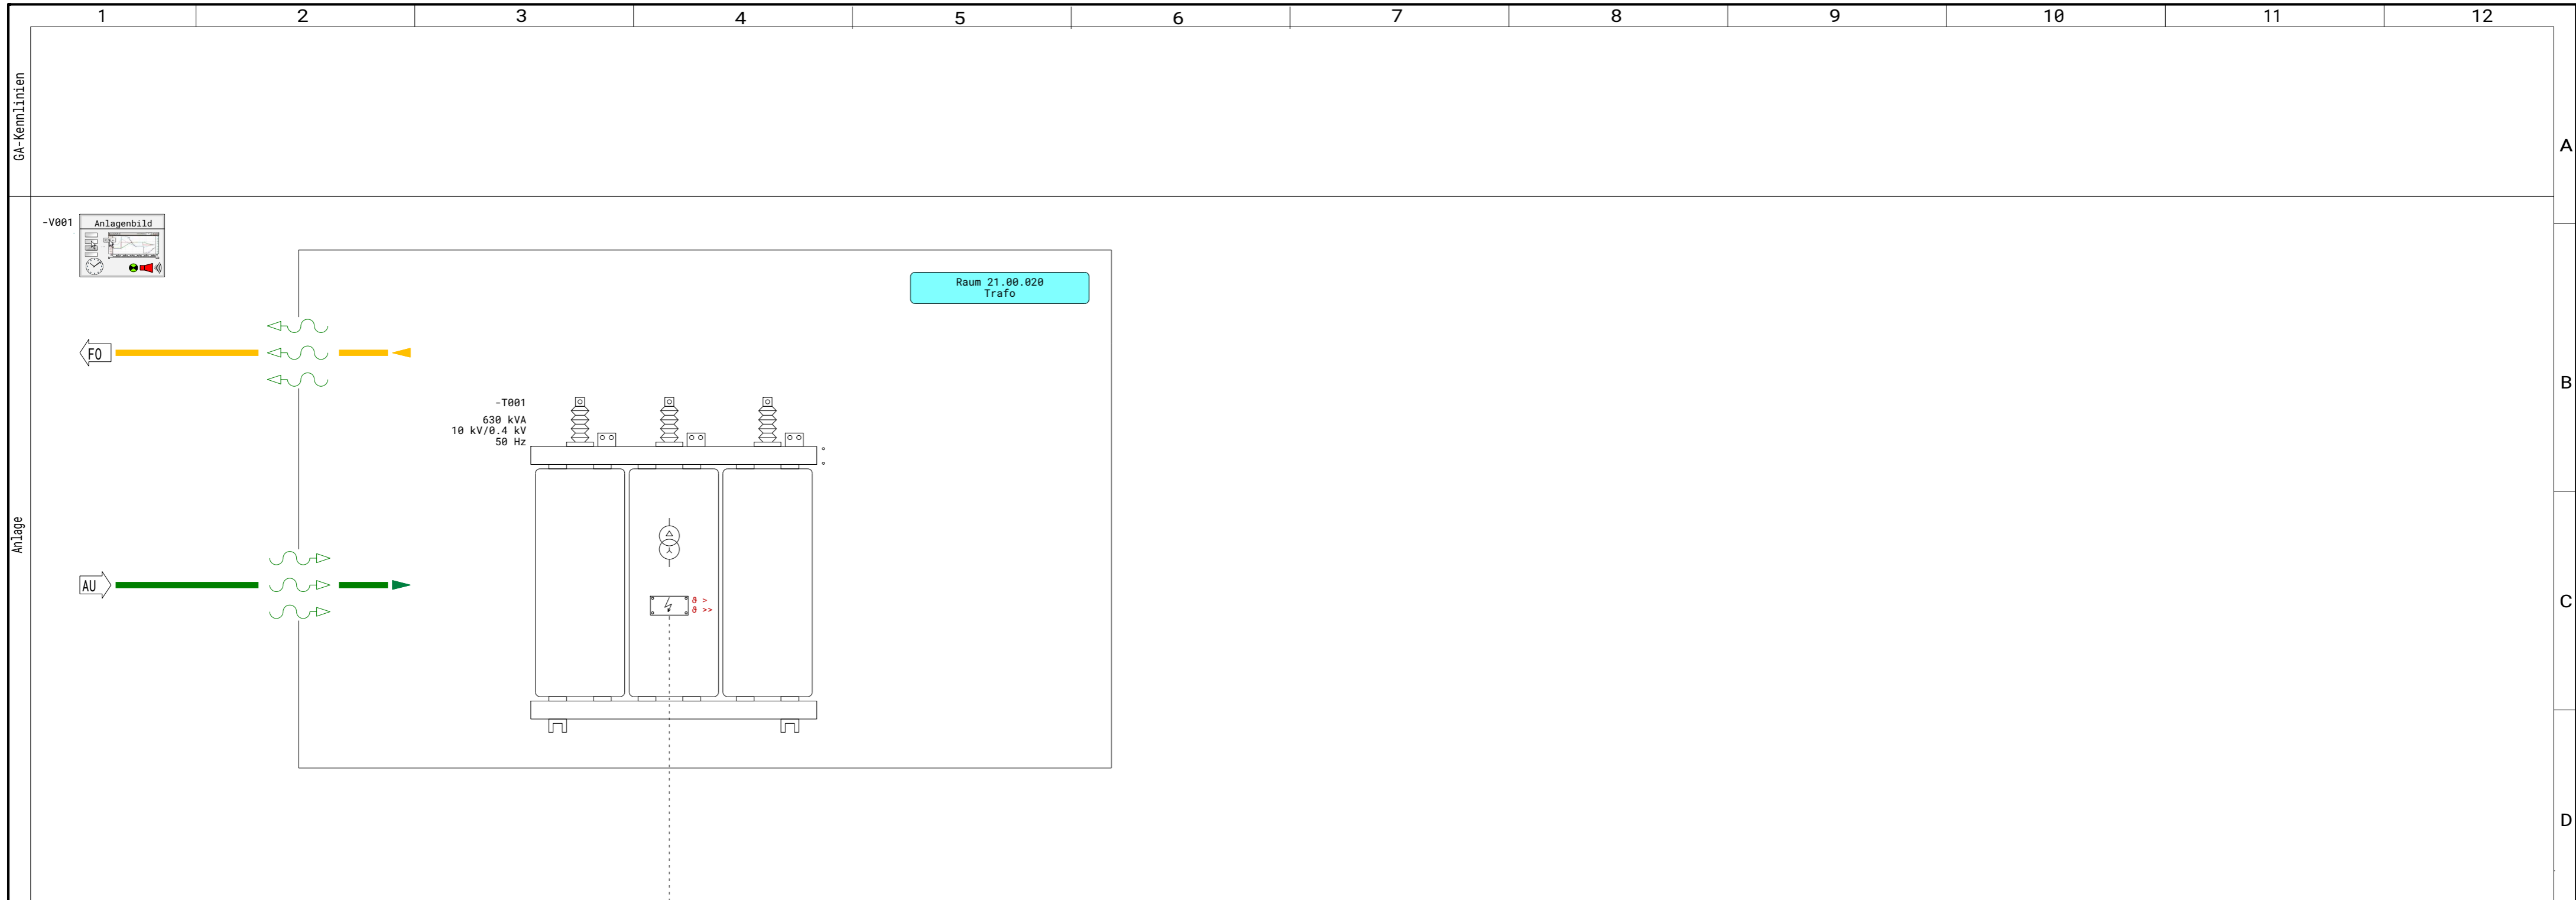 1 2 3 4 5 6 7 8 9 10 11 12
GA-Kennlinien
A
-V001
Anlagenbild
Raum 21.00.020
Trafo
FO
B
-T001
630 kVA
10 kV/0.4 kV
50 Hz
Anlage
AU
ϑ >
ϑ >>
C
D